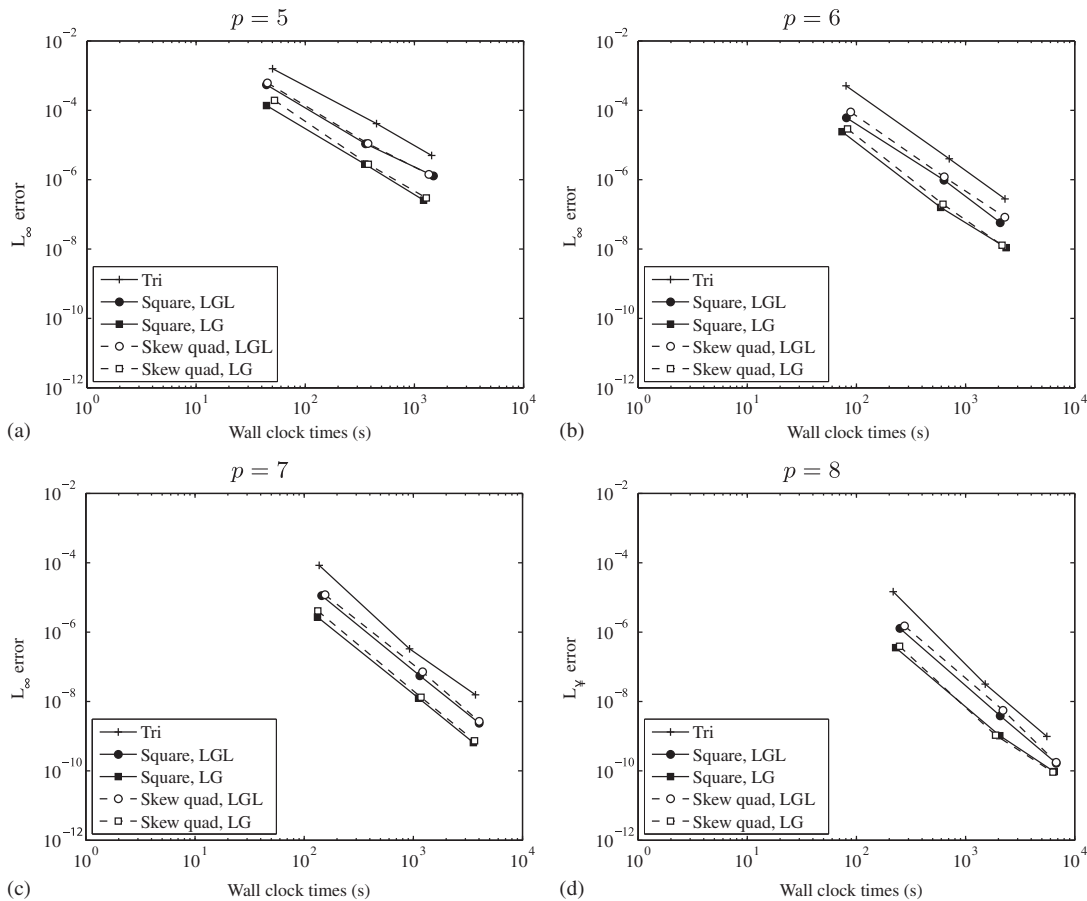 p = 5
10^−2
10^−4
10^−6
10^−8
10^−10
10^−12
L∞ error
Tri
Square, LGL
Square, LG
Skew quad, LGL
Skew quad, LG
10^0 10^1 10^2 10^3 10^4
(a) Wall clock times (s)
p = 6
10^−2
10^−4
10^−6
10^−8
10^−10
10^−12
L∞ error
Tri
Square, LGL
Square, LG
Skew quad, LGL
Skew quad, LG
10^0 10^1 10^2 10^3 10^4
(b) Wall clock times (s)
p = 7
10^−2
10^−4
10^−6
10^−8
10^−10
10^−12
L∞ error
Tri
Square, LGL
Square, LG
Skew quad, LGL
Skew quad, LG
10^0 10^1 10^2 10^3 10^4
(c) Wall clock times (s)
p = 8
10^−2
10^−4
10^−6
10^−8
10^−10
10^−12
L¥ error
Tri
Square, LGL
Square, LG
Skew quad, LGL
Skew quad, LG
10^0 10^1 10^2 10^3 10^4
(d) Wall clock times (s)